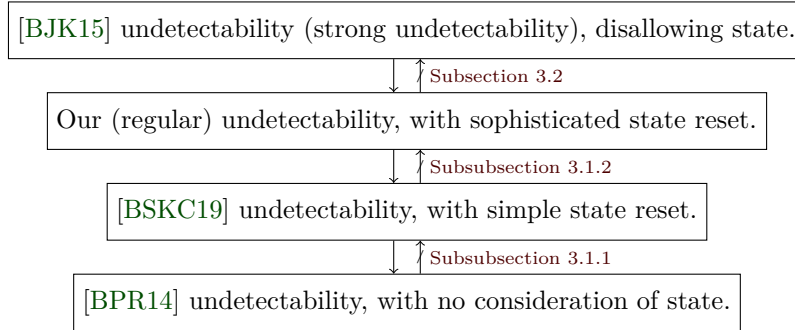 [BJK15] undetectability (strong undetectability), disallowing state.
Subsection 3.2
Our (regular) undetectability, with sophisticated state reset.
Subsubsection 3.1.2
[BSKC19] undetectability, with simple state reset.
Subsubsection 3.1.1
[BPR14] undetectability, with no consideration of state.